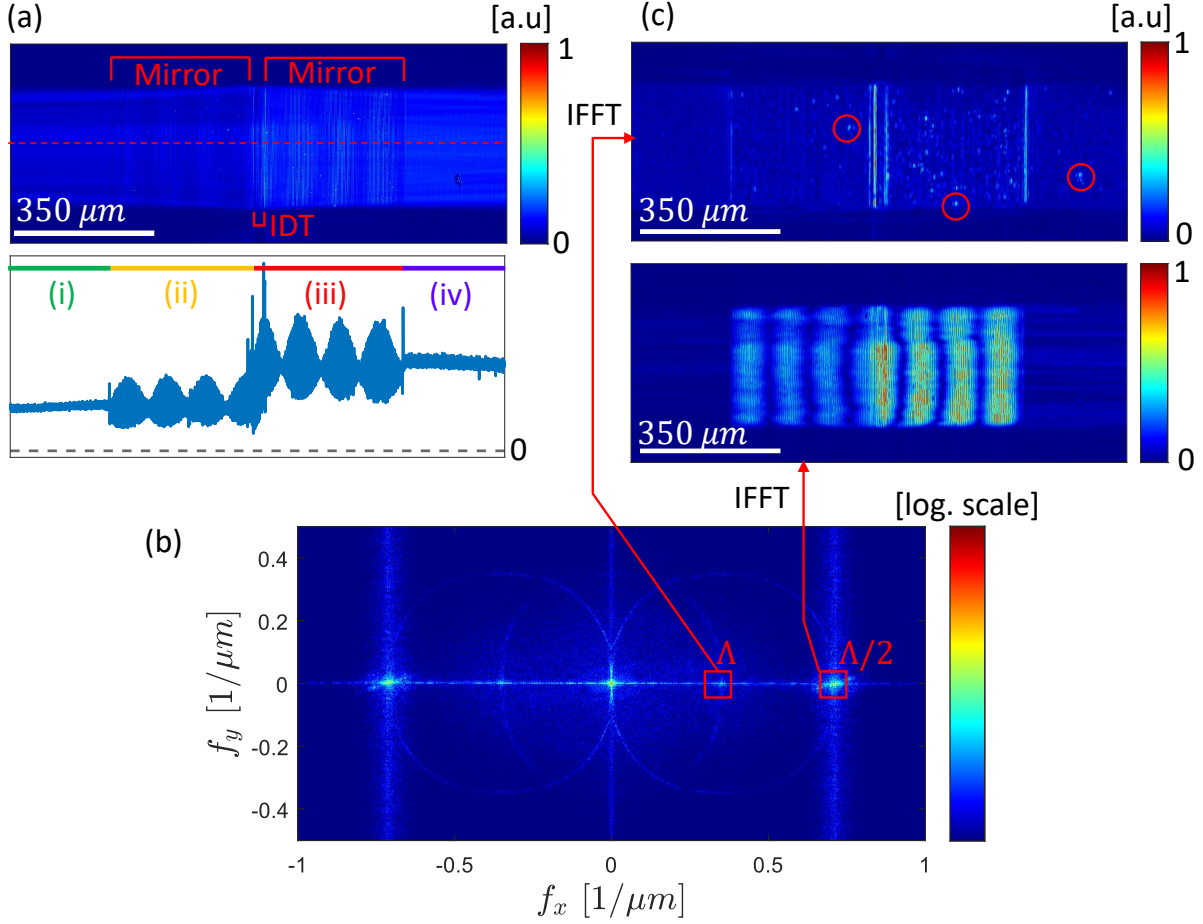 (a)
[a.u]
1
Mirror
Mirror
350 μm
IDT
0
(i)
(ii)
(iii)
(iv)
0
(c)
[a.u]
1
IFFT
350 μm
0
1
350 μm
0
IFFT
[log. scale]
(b)
0.4
0.2
0
-0.2
-0.4
f_y [1/μm]
Λ
Λ/2
-1
-0.5
0
0.5
1
f_x [1/μm]